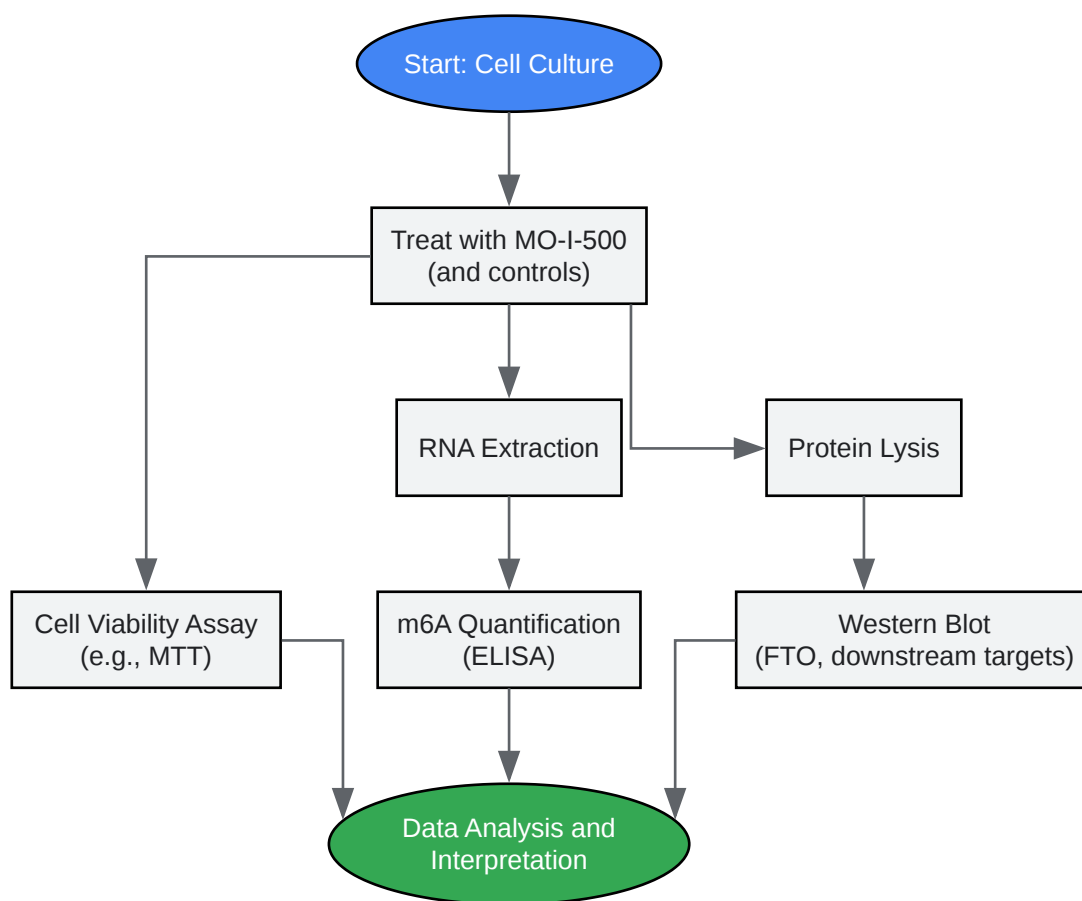 Start: Cell Culture
Treat with MO-I-500
(and controls)
RNA Extraction
Protein Lysis
Cell Viability Assay
(e.g., MTT)
m6A Quantification
(ELISA)
Western Blot
(FTO, downstream targets)
Data Analysis and
Interpretation